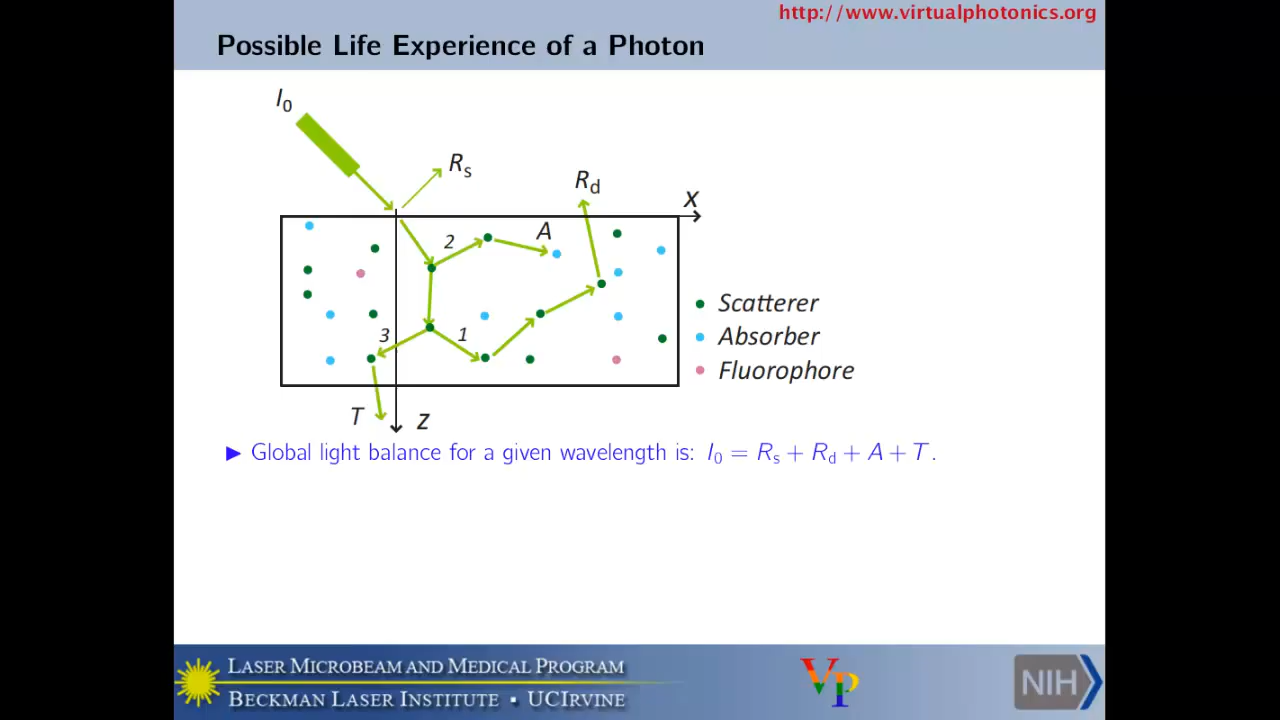 http://www.virtualphotonics.org
Possible Life Experience of a Photon
I0
Rs
Rd
X
2
A
3
1
Scatterer
Absorber
Fluorophore
T
Z
Global light balance for a given wavelength is: I0 = Rs + Rd + A + T.
LASER MICROBEAM AND MEDICAL PROGRAM
BECKMAN LASER INSTITUTE ▪ UCIRVINE
VP
NIH